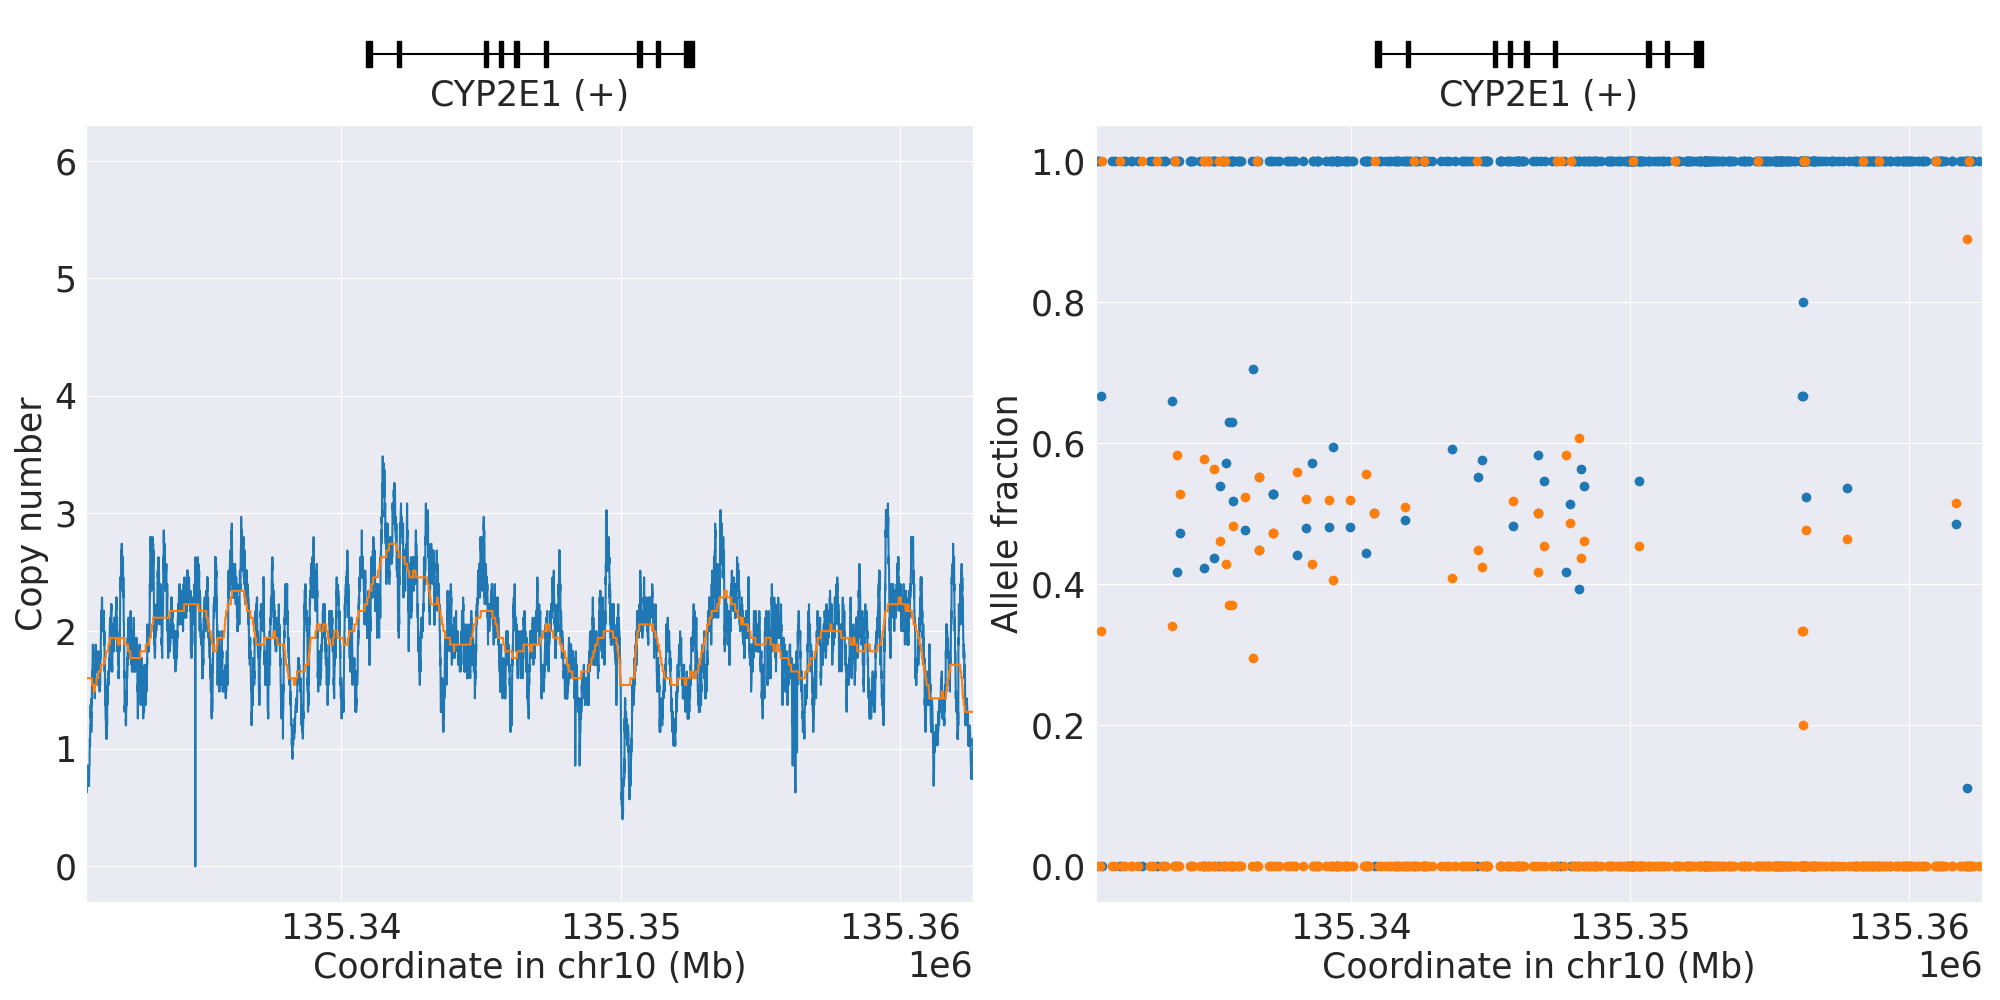 CYP2E1 (+)
6
5
4
3
2
1
0
Copy number
135.34 135.35 135.36
Coordinate in chr10 (Mb)
1e6
CYP2E1 (+)
1.0
0.8
0.6
0.4
0.2
0.0
Allele fraction
135.34 135.35 135.36
Coordinate in chr10 (Mb)
1e6